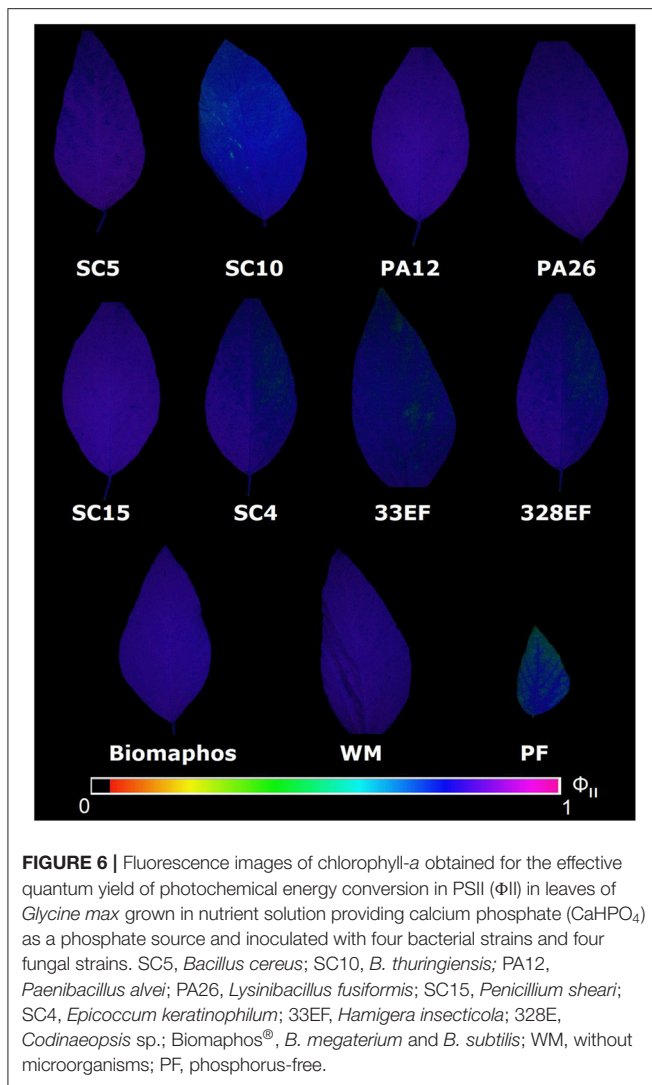 SC5 SC10 PA12 PA26
SC15 SC4 33EF 328EF
Biomaphos WM PF
ΦII
0 1
FIGURE 6 | Fluorescence images of chlorophyll-a obtained for the effective
quantum yield of photochemical energy conversion in PSII (ΦII) in leaves of
Glycine max grown in nutrient solution providing calcium phosphate (CaHPO4)
as a phosphate source and inoculated with four bacterial strains and four
fungal strains. SC5, Bacillus cereus; SC10, B. thuringiensis; PA12,
Paenibacillus alvei; PA26, Lysinibacillus fusiformis; SC15, Penicillium sheari;
SC4, Epicoccum keratinophilum; 33EF, Hamigera insecticola; 328E,
Codinaeopsis sp.; Biomaphos®, B. megaterium and B. subtilis; WM, without
microorganisms; PF, phosphorus-free.